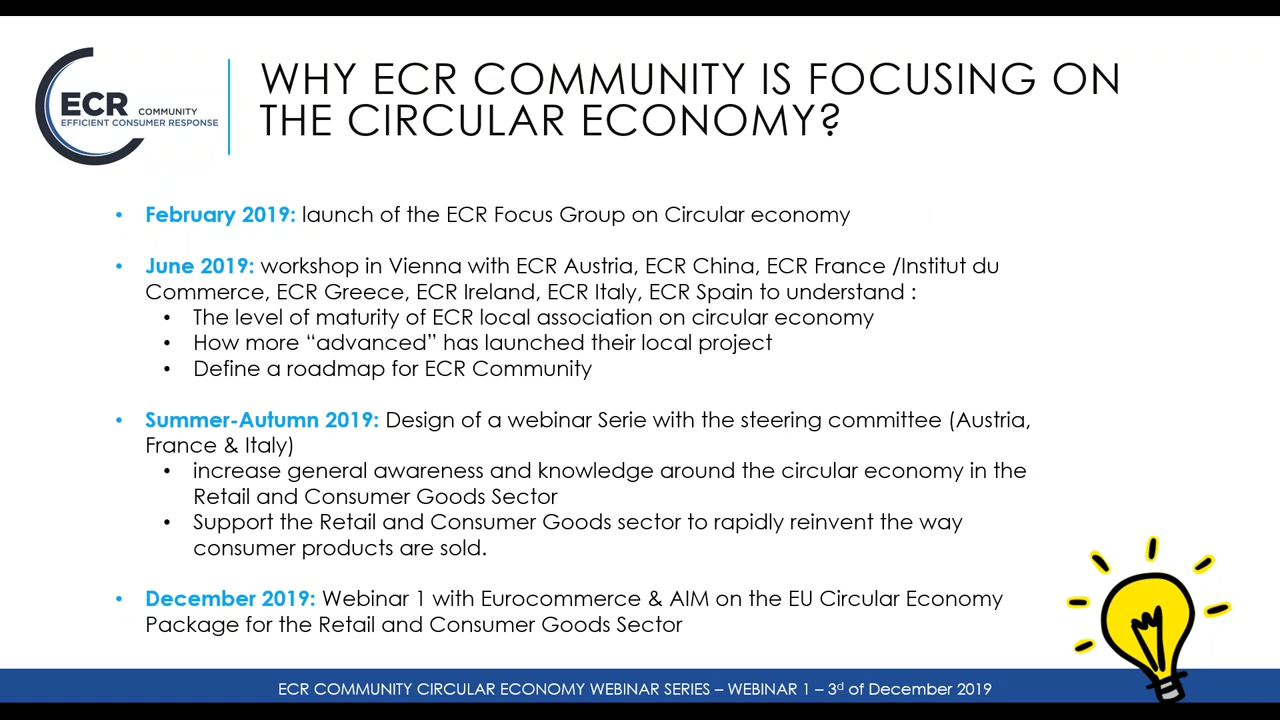 ECR COMMUNITY
EFFICIENT CONSUMER RESPONSE
WHY ECR COMMUNITY IS FOCUSING ON
THE CIRCULAR ECONOMY?
• February 2019: launch of the ECR Focus Group on Circular economy
• June 2019: workshop in Vienna with ECR Austria, ECR China, ECR France /Institut du
Commerce, ECR Greece, ECR Ireland, ECR Italy, ECR Spain to understand :
• The level of maturity of ECR local association on circular economy
• How more “advanced” has launched their local project
• Define a roadmap for ECR Community
• Summer-Autumn 2019: Design of a webinar Serie with the steering committee (Austria,
France & Italy)
• increase general awareness and knowledge around the circular economy in the
Retail and Consumer Goods Sector
• Support the Retail and Consumer Goods sector to rapidly reinvent the way
consumer products are sold.
• December 2019: Webinar 1 with Eurocommerce & AIM on the EU Circular Economy
Package for the Retail and Consumer Goods Sector
ECR COMMUNITY CIRCULAR ECONOMY WEBINAR SERIES – WEBINAR 1 – 3d of December 2019